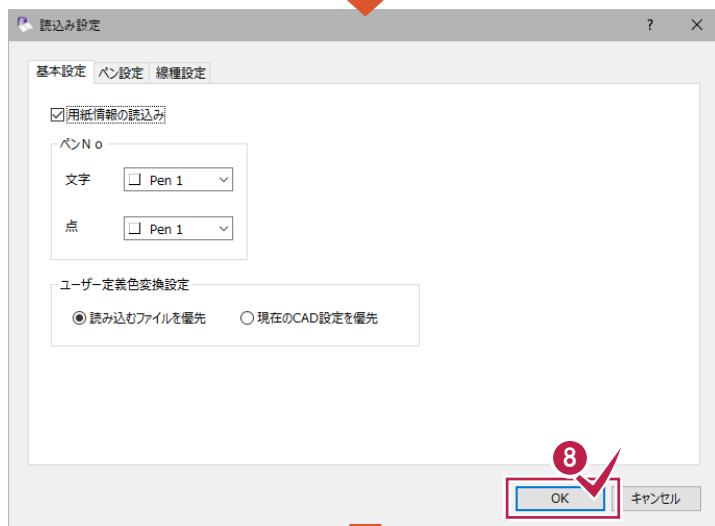 読込み設定 ? ×
基本設定 ペン設定 線種設定
用紙情報の読込み
ペンＮｏ
文字 Pen 1
点 Pen 1
ユーザー定義色変換設定
読み込むファイルを優先 現在のCAD設定を優先
8
OK キャンセル